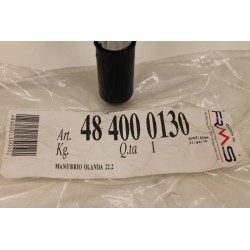 Art. 48 400 0130
Kg. Q.ta 1
MANUBRIO OLANDA 22.2
RMS